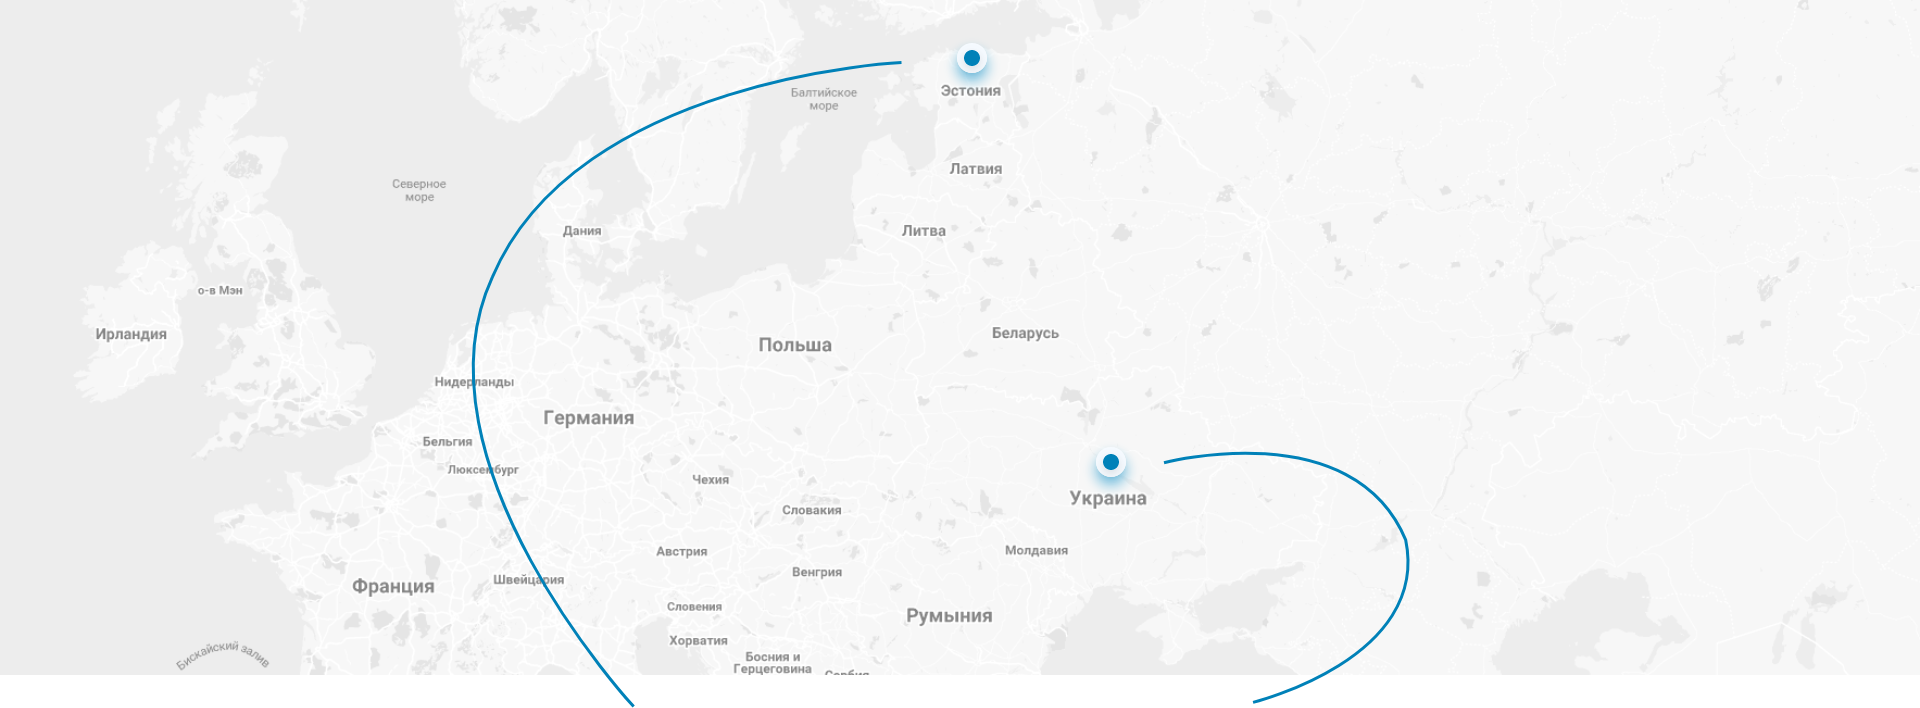 Эстония
Балтийское
море
Латвия
Северное
море
Дания
Литва
о-в Мэн
Ирландия
Беларусь
Польша
Нидерланды
Германия
Бельгия
Люксембург
Чехия
Украина
Словакия
Молдавия
Австрия
Венгрия
Швейцария
Франция
Словения
Румыния
Хорватия
Бискайский залив
Босния и
Герцеговина
Сербия